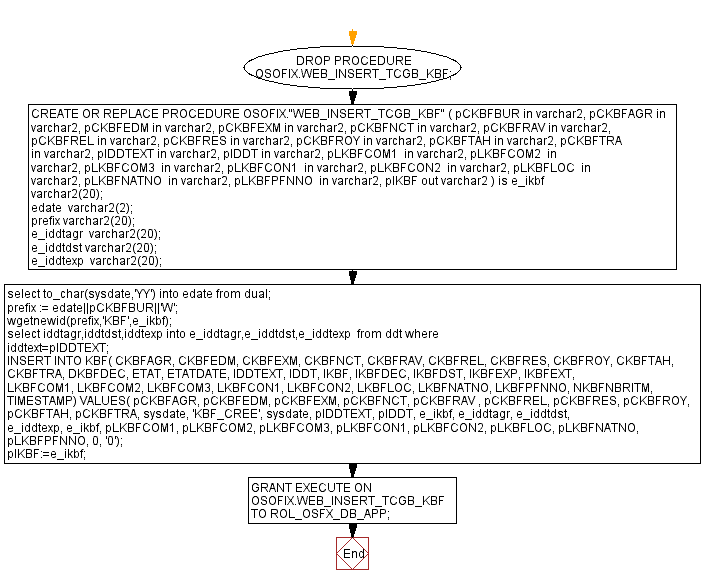 DROP PROCEDURE
OSOFIX.WEB_INSERT_TCGB_KBF;
CREATE OR REPLACE PROCEDURE OSOFIX."WEB_INSERT_TCGB_KBF" ( pCKBFBUR in varchar2, pCKBFAGR in
varchar2, pCKBFEDM in varchar2, pCKBFEXM in varchar2, pCKBFNCT in varchar2, pCKBFRAV in varchar2,
pCKBFREL in varchar2, pCKBFRES in varchar2, pCKBFROY in varchar2, pCKBFTAH in varchar2, pCKBFTRA
in varchar2, pIDDTEXT in varchar2, pIDDT in varchar2, pLKBFCOM1 in varchar2, pLKBFCOM2 in
varchar2, pLKBFCOM3 in varchar2, pLKBFCON1 in varchar2, pLKBFCON2 in varchar2, pLKBFLOC in
varchar2, pLKBFNATNO in varchar2, pLKBFPFNNO in varchar2, pIKBF out varchar2 ) is e_ikbf
varchar2(20);
edate varchar2(2);
prefix varchar2(20);
e_iddtagr varchar2(20);
e_iddtdst varchar2(20);
e_iddtexp varchar2(20);
select to_char(sysdate,'YY') into edate from dual;
prefix := edate||pCKBFBUR||'W';
wgetnewid(prefix,'KBF',e_ikbf);
select iddtagr,iddtdst,iddtexp into e_iddtagr,e_iddtdst,e_iddtexp from ddt where
iddtext=pIDDTEXT;
INSERT INTO KBF( CKBFAGR, CKBFEDM, CKBFEXM, CKBFNCT, CKBFRAV, CKBFREL, CKBFRES, CKBFROY, CKBFTAH,
CKBFTRA, DKBFDEC, ETAT, ETATDATE, IDDTEXT, IDDT, IKBF, IKBFDEC, IKBFDST, IKBFEXP, IKBFEXT,
LKBFCOM1, LKBFCOM2, LKBFCOM3, LKBFCON1, LKBFCON2, LKBFLOC, LKBFNATNO, LKBFPFNNO, NKBFNBRITM,
TIMESTAMP) VALUES( pCKBFAGR, pCKBFEDM, pCKBFEXM, pCKBFNCT, pCKBFRAV , pCKBFREL, pCKBFRES, pCKBFROY,
pCKBFTAH, pCKBFTRA, sysdate, 'KBF_CREE', sysdate, pIDDTEXT, pIDDT, e_ikbf, e_iddtagr, e_iddtdst,
e_iddtexp, e_ikbf, pLKBFCOM1, pLKBFCOM2, pLKBFCOM3, pLKBFCON1, pLKBFCON2, pLKBFLOC, pLKBFNATNO,
pLKBFPFNNO, 0, '0');
pIKBF:=e_ikbf;
GRANT EXECUTE ON
OSOFIX.WEB_INSERT_TCGB_KBF
TO ROL_OSFX_DB_APP;
End